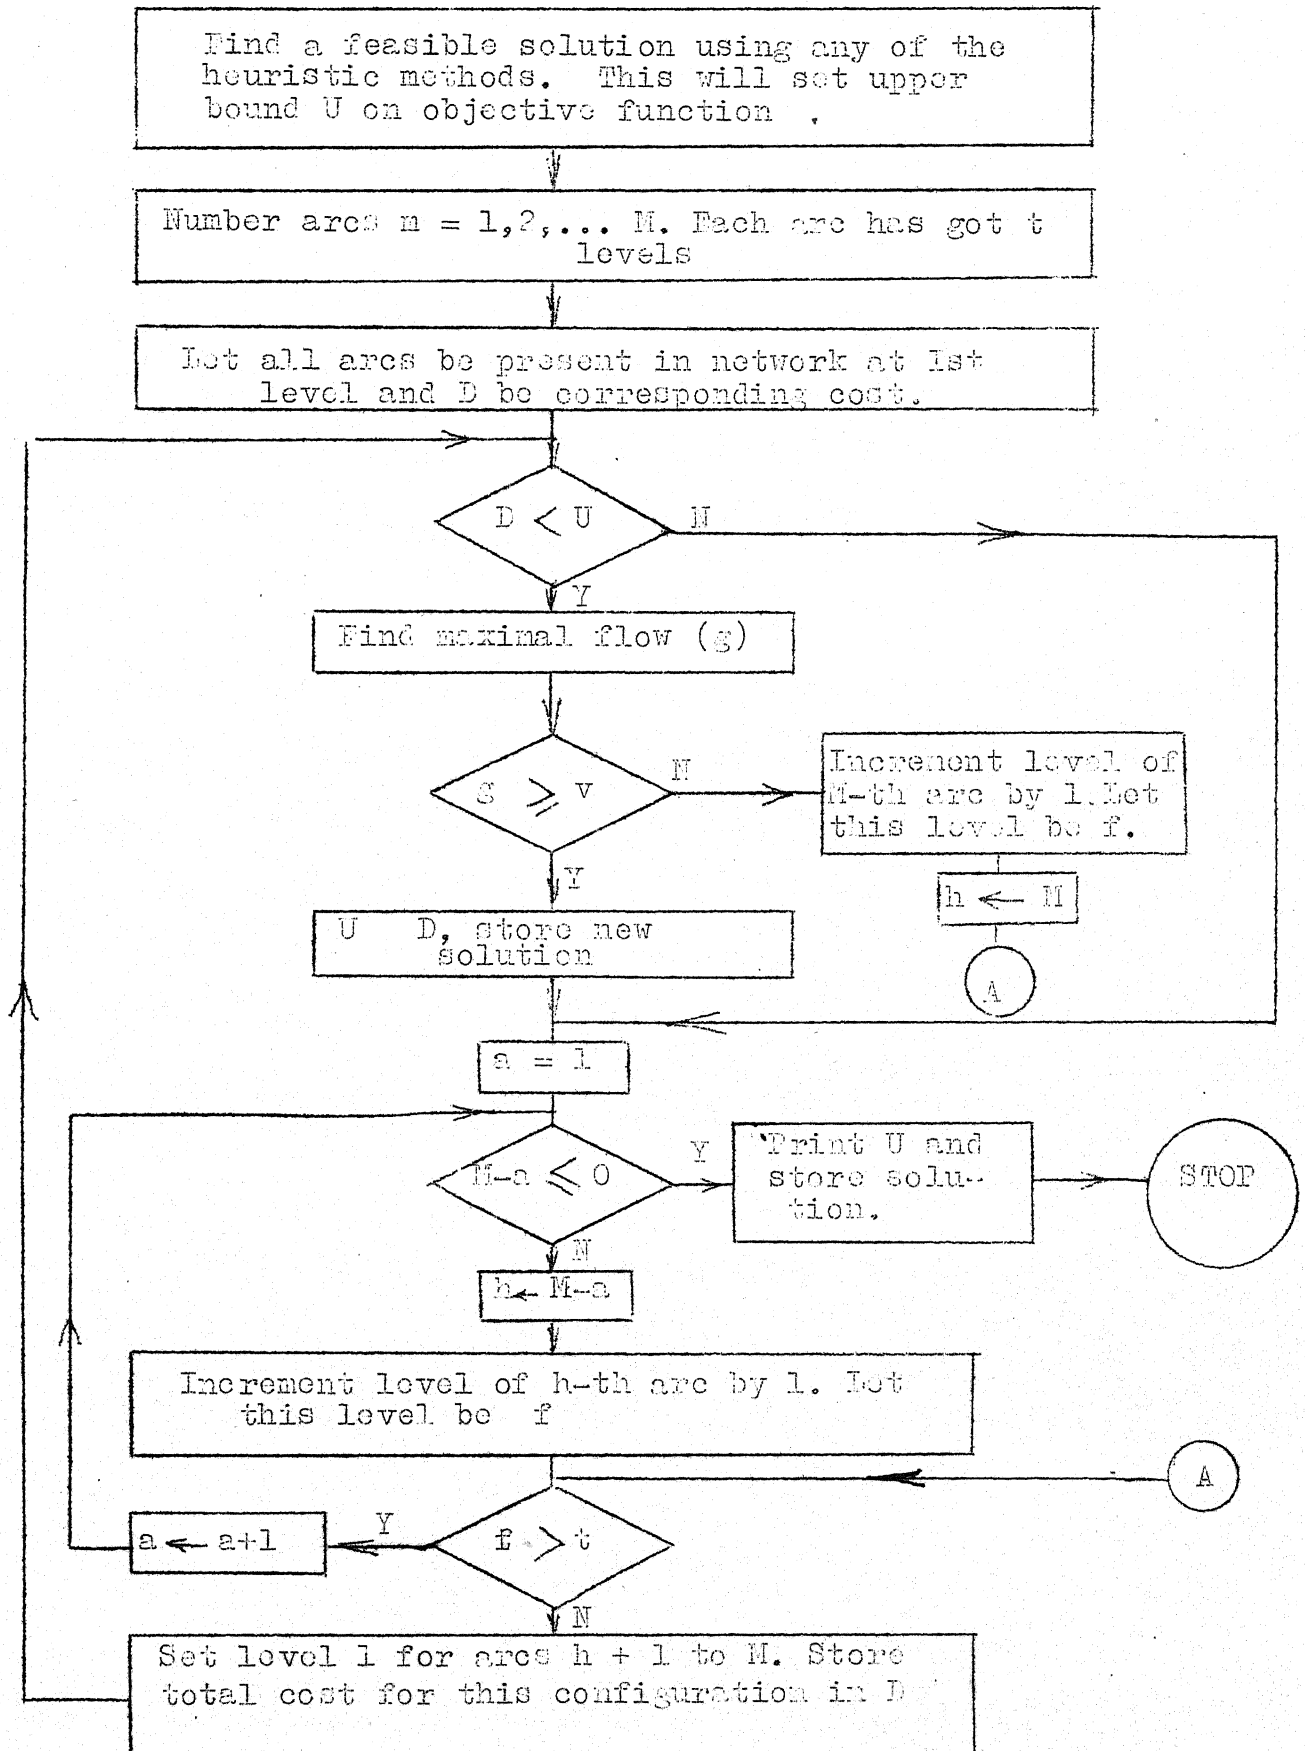 Find a feasible solution using any of the
heuristic methods. This will set upper
bound U on objective function .
Number arcs m = 1,2,... M. Each arc has got t
levels
Let all arcs be present in network at 1st
level and D be corresponding cost.
D < U
N
Y
Find maximal flow (g)
g ⩾ v
N
Increment level of
M-th arc by 1.Let
this level be f.
h ← M
A
Y
U D, store new
solution
a = 1
M-a ⩽ 0
Y
Print U and
store solu-
tion.
STOP
N
h← M-a
Increment level of h-th arc by 1. Let
this level be f
A
f > t
Y
a ← a+1
N
Set level 1 for arcs h + 1 to M. Store
total cost for this configuration in D